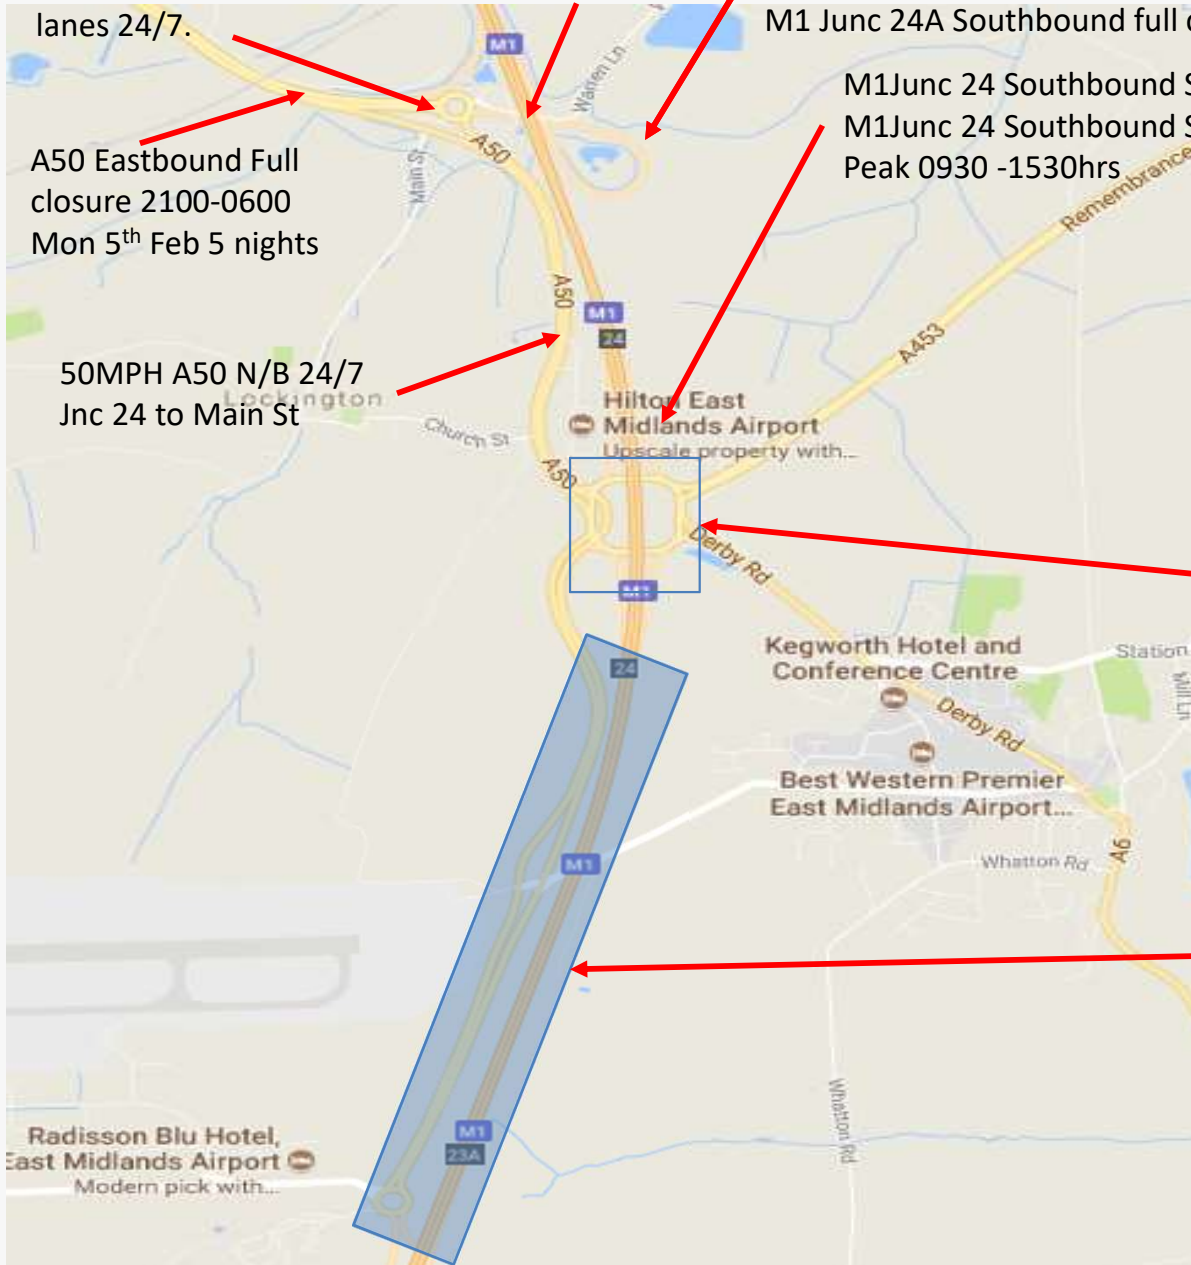 lanes 24/7.
M1 Junc 24A Southbound full
M1
Warren Ln
M1Junc 24 Southbound S
M1Junc 24 Southbound S
Peak 0930 -1530hrs
A50
A50 Eastbound Full
closure 2100-0600
Mon 5th Feb 5 nights
Main St
Remembrance
A50
M1
24
A453
50MPH A50 N/B 24/7
Jnc 24 to Main St
Lockington
Hilton East
Midlands Airport
Upscale property with...
Church St
A50
Derby Rd
M1
Kegworth Hotel and
Conference Centre
Station
24
Derby Rd
Best Western Premier
East Midlands Airport...
A6
M1
Whatton Rd
Whatton Rd
M1
23A
Radisson Blu Hotel,
East Midlands Airport
Modern pick with...